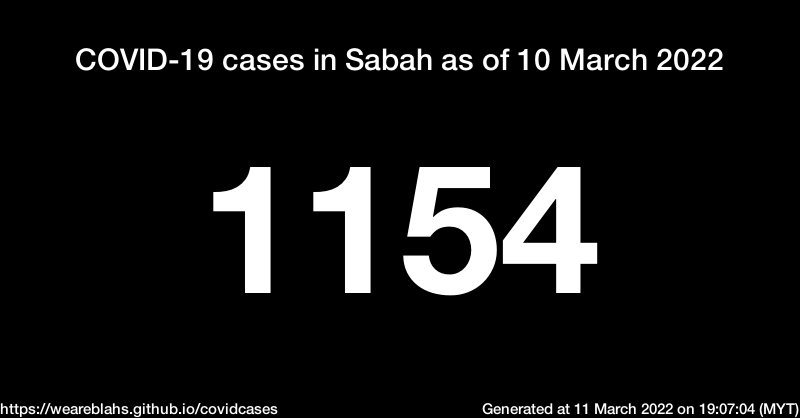 COVID-19 cases in Sabah as of 10 March 2022
1154
https://weareblahs.github.io/covidcases
Generated at 11 March 2022 on 19:07:04 (MYT)